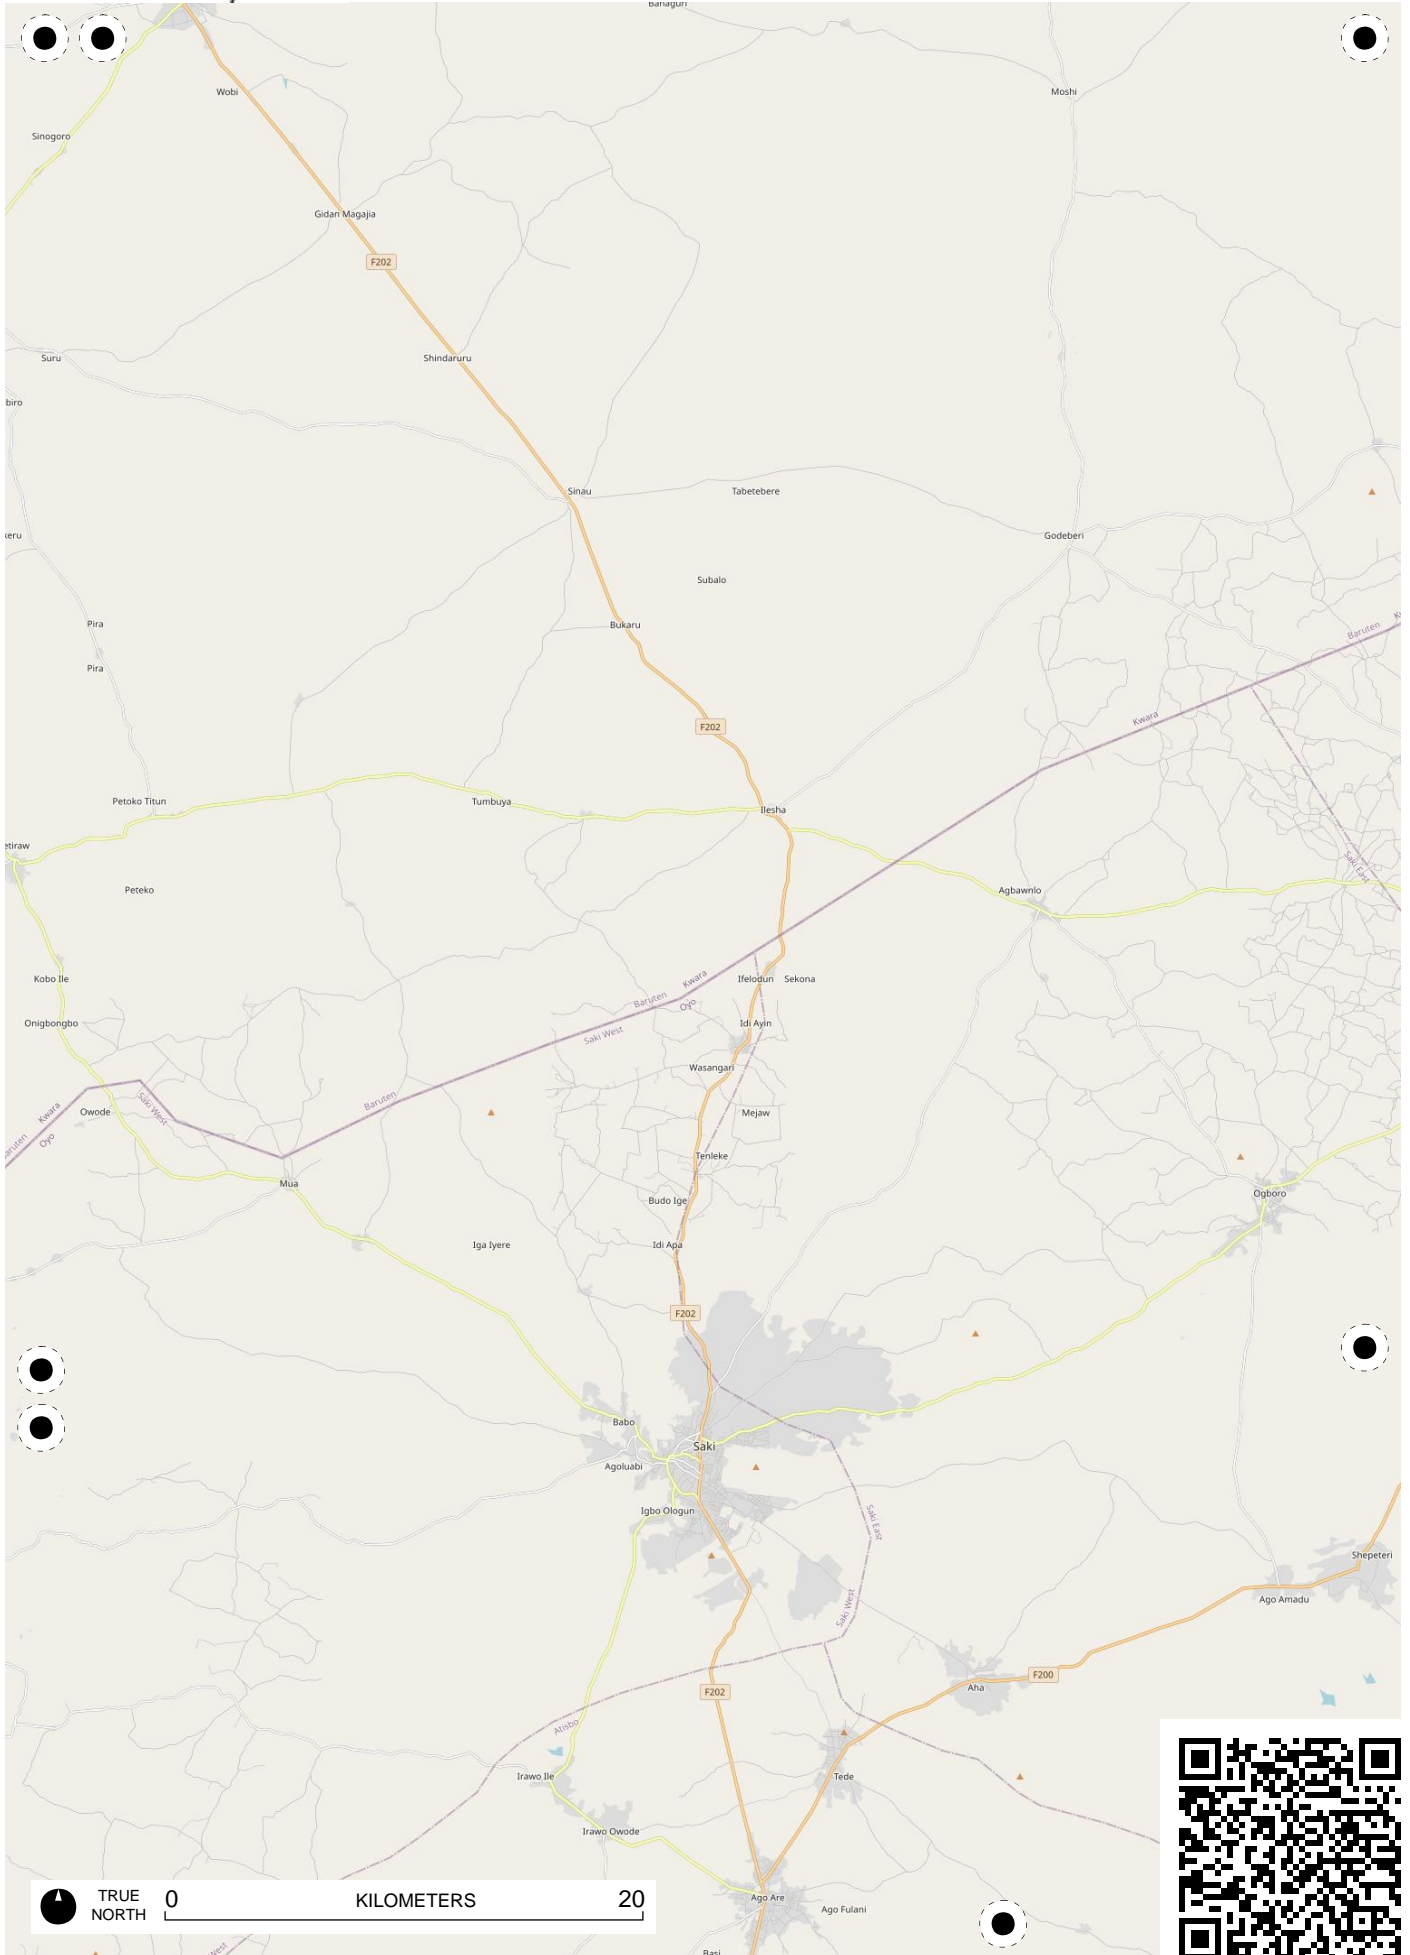 Banaguri
Wobi
Moshi
Sinogoro
Gidan Magajia
F202
Suru
Shindaruru
biro
Sinau
Tabetebere
Godeberi
Subalo
Pira
Bukaru
Baruten
Pira
Kwara
F202
Petoko Titun
Tumbuya
Ilesha
etiraw
Saki East
Peteko
Agbawnlo
Kobo Ile
Kwara
Ifelodun
Sekona
Baruten
Oyo
Onigbongbo
Idi Ayin
Saki West
Wasangari
Baruten
Saki West
Owode
Kwara
Mejaw
Oyo
Tenleke
Mua
Ogboro
Budo Ige
Iga Iyere
Idi Apa
F202
Babo
Saki
Agoluabi
Igbo Ologun
Saki East
Shepeteri
Ago Amadu
Saki West
F200
Aha
F202
Atisbo
Irawo Ile
Tede
Irawo Owode
TRUE
NORTH
0
KILOMETERS
20
Ago Are
Ago Fulani
Basi